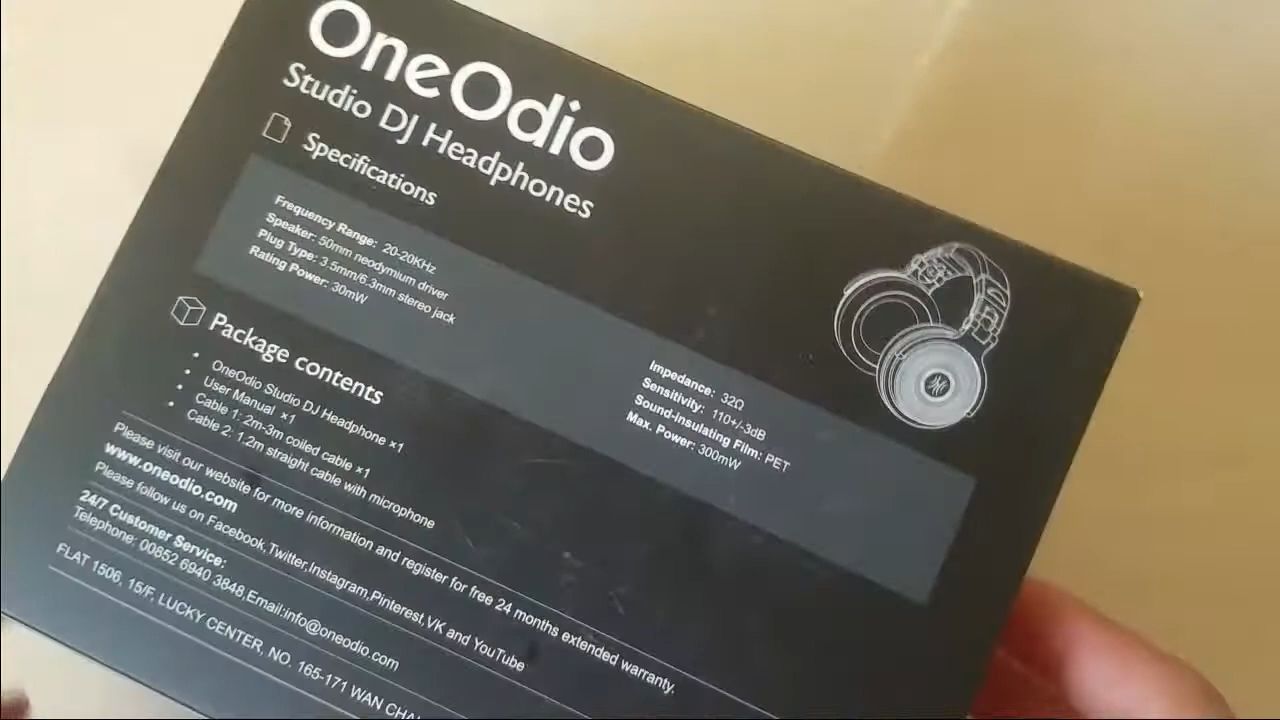 OneOdio
Studio DJ Headphones
Specifications
Frequency Range: 20-20KHz
Speaker: 50mm neodymium driver
Plug Type: 3.5mm/6.3mm stereo jack
Rating Power: 30mW
Impedance: 32Ω
Sensitivity: 110+/-3dB
Sound-insulating Film: PET
Max. Power: 300mW
Package contents
• OneOdio Studio DJ Headphone ×1
• User Manual ×1
• Cable 1: 2m-3m coiled cable ×1
• Cable 2: 1.2m straight cable with microphone
Please visit our website for more information and register for free 24 months extended warranty.
www.oneodio.com
Please follow us on Facebook,Twitter,Instagram,Pinterest,VK and YouTube
24/7 Customer Service:
Telephone: 00852 6940 3848,Email:info@oneodio.com
FLAT 1506, 15/F, LUCKY CENTER, NO. 165-171 WAN